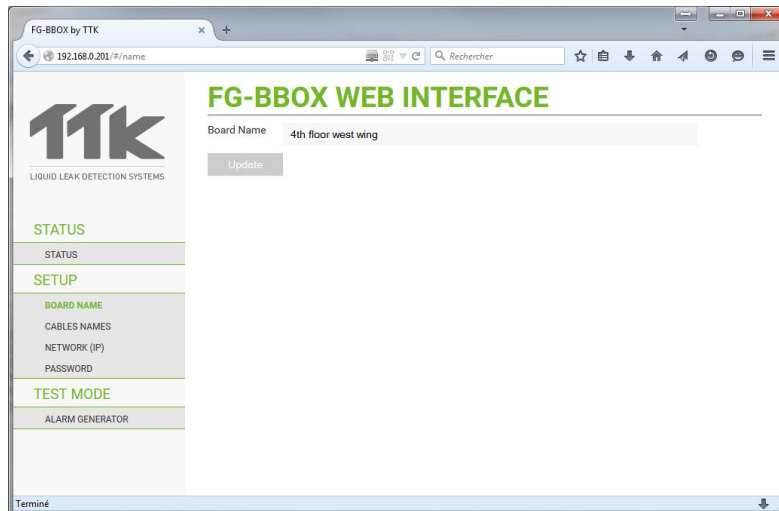 FG-BBOX by TTK
192.168.0.201/#/name
Rechercher
TTK
LIQUID LEAK DETECTION SYSTEMS
FG-BBOX WEB INTERFACE
Board Name
4th floor west wing
Update
STATUS
STATUS
SETUP
BOARD NAME
CABLES NAMES
NETWORK (IP)
PASSWORD
TEST MODE
ALARM GENERATOR
Terminé